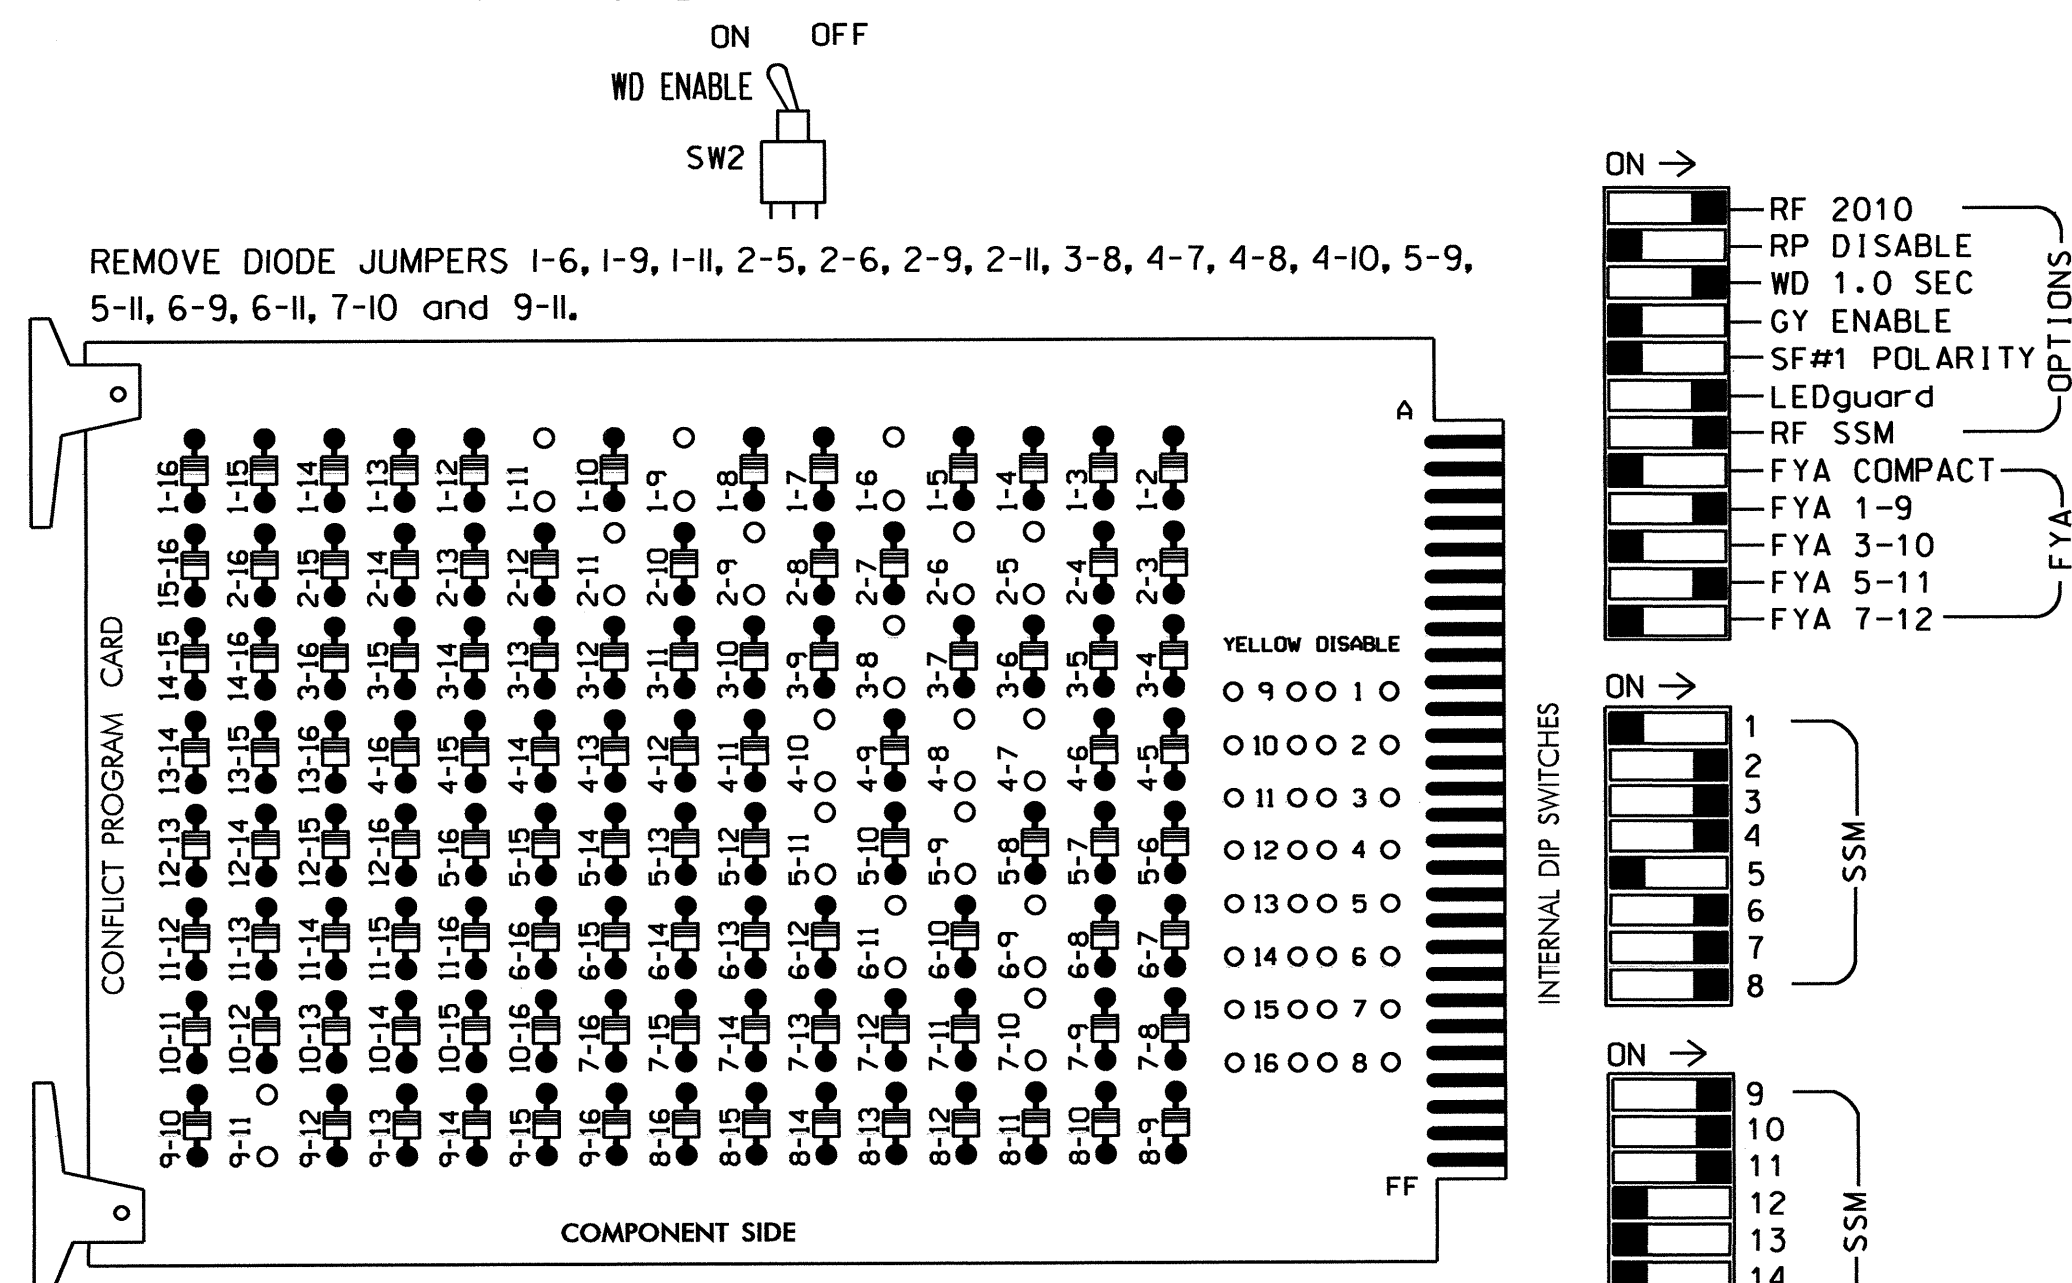 ON OFF
WD ENABLE
SW2
REMOVE DIODE JUMPERS 1-6, 1-9, 1-11, 2-5, 2-6, 2-9, 2-11, 3-8, 4-7, 4-8, 4-10, 5-9,
5-11, 6-9, 6-11, 7-10 and 9-11.
A
1-16 1-15 1-14 1-13 1-12 1-11 1-10 1-9 1-8 1-7 1-6 1-5 1-4 1-3 1-2
15-16 2-16 2-15 2-14 2-13 2-12 2-11 2-10 2-9 2-8 2-7 2-6 2-5 2-4 2-3
14-15 14-16 3-16 3-15 3-14 3-13 3-12 3-11 3-10 3-9 3-8 3-7 3-6 3-5 3-4
13-14 13-15 13-16 4-16 4-15 4-14 4-13 4-12 4-11 4-10 4-9 4-8 4-7 4-6 4-5
12-13 12-14 12-15 12-16 5-16 5-15 5-14 5-13 5-12 5-11 5-10 5-9 5-8 5-7 5-6
11-12 11-13 11-14 11-15 11-16 6-16 6-15 6-14 6-13 6-12 6-11 6-10 6-9 6-8 6-7
10-11 10-12 10-13 10-14 10-15 10-16 7-16 7-15 7-14 7-13 7-12 7-11 7-10 7-9 7-8
9-10 9-11 9-12 9-13 9-14 9-15 9-16 8-16 8-15 8-14 8-13 8-12 8-11 8-10 8-9
CONFLICT PROGRAM CARD
YELLOW DISABLE
9 1
10 2
11 3
12 4
13 5
14 6
15 7
16 8
FF
COMPONENT SIDE
INTERNAL DIP SWITCHES
ON →
RF 2010
RP DISABLE
WD 1.0 SEC
GY ENABLE
SF#1 POLARITY
LEDguard
RF SSM
OPTIONS
FYA COMPACT
FYA 1-9
FYA 3-10
FYA 5-11
FYA 7-12
FYA
ON →
1
2
3
4
5
6
7
8
SSM
ON →
9
10
11
12
13
14
SSM